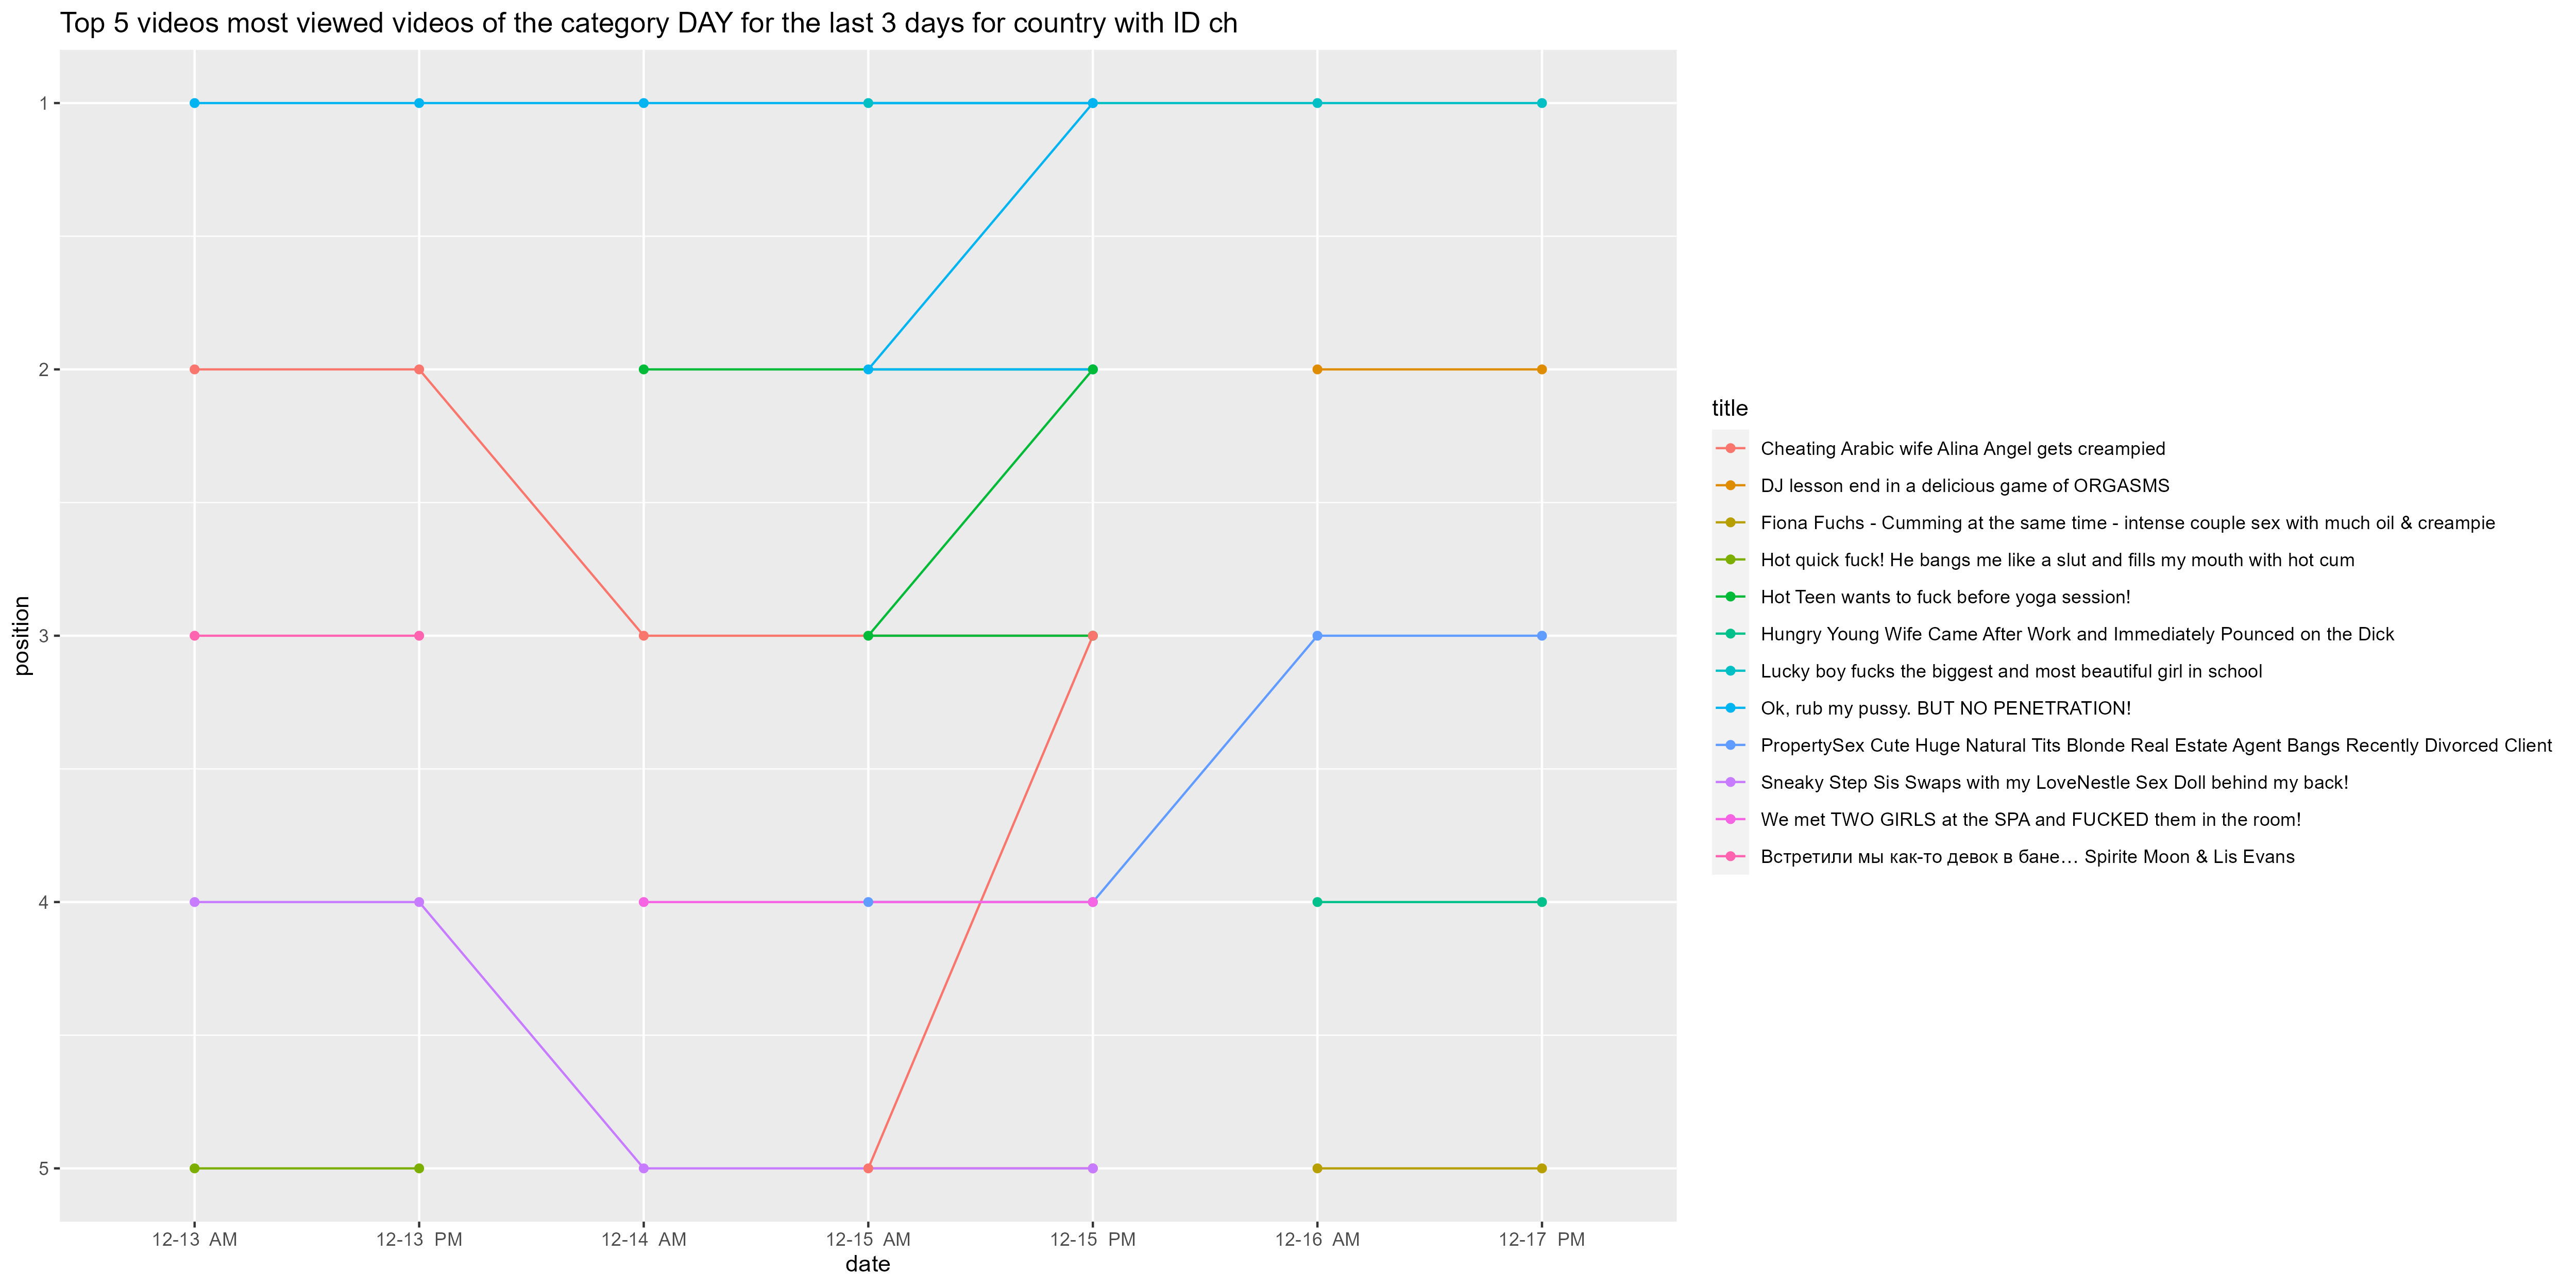 Top 5 videos most viewed videos of the category DAY for the last 3 days for country with ID ch
position
1
2
3
4
5
12-13 AM
12-13 PM
12-14 AM
12-15 AM
12-15 PM
12-16 AM
12-17 PM
date
title
Cheating Arabic wife Alina Angel gets creampied
DJ lesson end in a delicious game of ORGASMS
Fiona Fuchs - Cumming at the same time - intense couple sex with much oil & creampie
Hot quick fuck! He bangs me like a slut and fills my mouth with hot cum
Hot Teen wants to fuck before yoga session!
Hungry Young Wife Came After Work and Immediately Pounced on the Dick
Lucky boy fucks the biggest and most beautiful girl in school
Ok, rub my pussy. BUT NO PENETRATION!
PropertySex Cute Huge Natural Tits Blonde Real Estate Agent Bangs Recently Divorced Client
Sneaky Step Sis Swaps with my LoveNestle Sex Doll behind my back!
We met TWO GIRLS at the SPA and FUCKED them in the room!
Встретили мы как-то девок в бане… Spirite Moon & Lis Evans